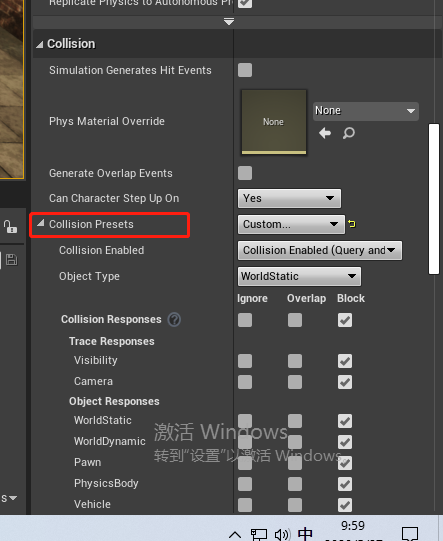 Replicate Physics to Autonomous Pr
Collision
Simulation Generates Hit Events
Phys Material Override
None
None
Generate Overlap Events
Can Character Step Up On
Yes
Collision Presets
Custom...
Collision Enabled
Collision Enabled (Query and
Object Type
WorldStatic
Ignore Overlap Block
Collision Responses
Trace Responses
Visibility
Camera
Object Responses
WorldStatic
激活 Windows
WorldDynamic
转到"设置"以激活 Windows。
Pawn
PhysicsBody
Vehicle
s
中
9:59